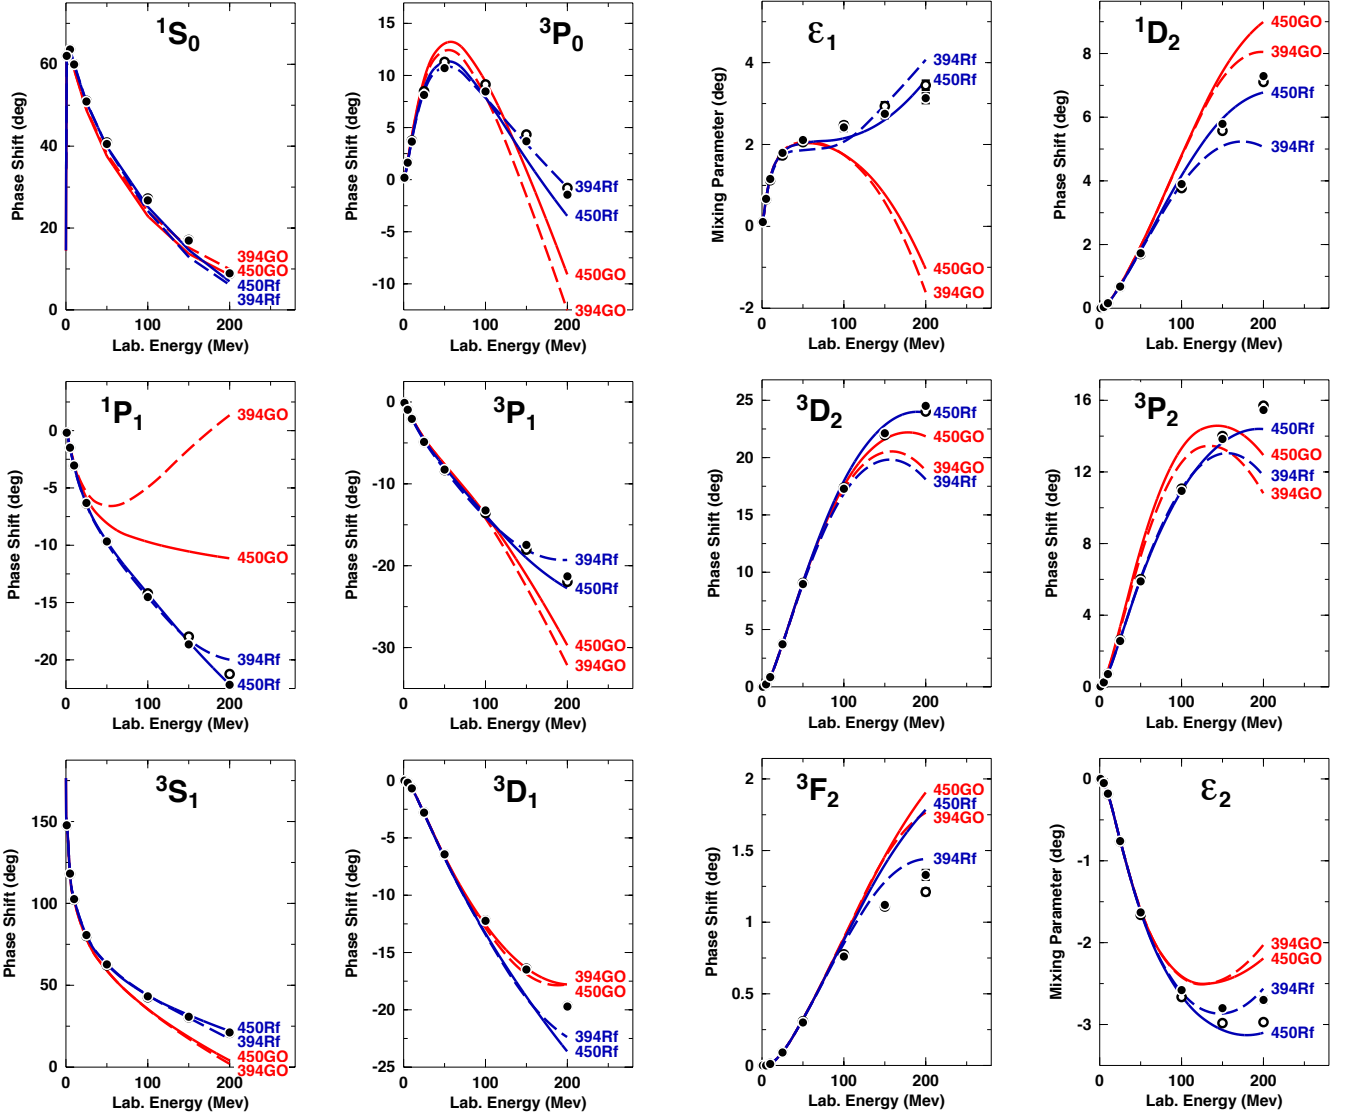 ¹S₀
Phase Shift (deg)
60
40
20
0
394GO
450GO
450Rf
394Rf
0 100 200
Lab. Energy (Mev)
³P₀
Phase Shift (deg)
15
10
5
0
-5
-10
394Rf
450Rf
450GO
394GO
0 100 200
Lab. Energy (Mev)
ε₁
Mixing Parameter (deg)
4
2
0
-2
394Rf
450Rf
450GO
394GO
0 100 200
Lab. Energy (Mev)
¹D₂
Phase Shift (deg)
8
6
4
2
0
450GO
394GO
450Rf
394Rf
0 100 200
Lab. Energy (Mev)
¹P₁
Phase Shift (deg)
0
-5
-10
-15
-20
394GO
450GO
394Rf
450Rf
0 100 200
Lab. Energy (Mev)
³P₁
Phase Shift (deg)
0
-10
-20
-30
394Rf
450Rf
450GO
394GO
0 100 200
Lab. Energy (Mev)
³D₂
Phase Shift (deg)
25
20
15
10
5
0
450Rf
450GO
394GO
394Rf
0 100 200
Lab. Energy (Mev)
³P₂
Phase Shift (deg)
16
12
8
4
0
450Rf
450GO
394Rf
394GO
0 100 200
Lab. Energy (Mev)
³S₁
Phase Shift (deg)
150
100
50
0
450Rf
394Rf
450GO
394GO
0 100 200
Lab. Energy (Mev)
³D₁
Phase Shift (deg)
0
-5
-10
-15
-20
-25
394GO
450GO
394Rf
450Rf
0 100 200
Lab. Energy (Mev)
³F₂
Phase Shift (deg)
2
1.5
1
0.5
0
450GO
450Rf
394GO
394Rf
0 100 200
Lab. Energy (Mev)
ε₂
Mixing Parameter (deg)
0
-1
-2
-3
394GO
450GO
394Rf
450Rf
0 100 200
Lab. Energy (Mev)